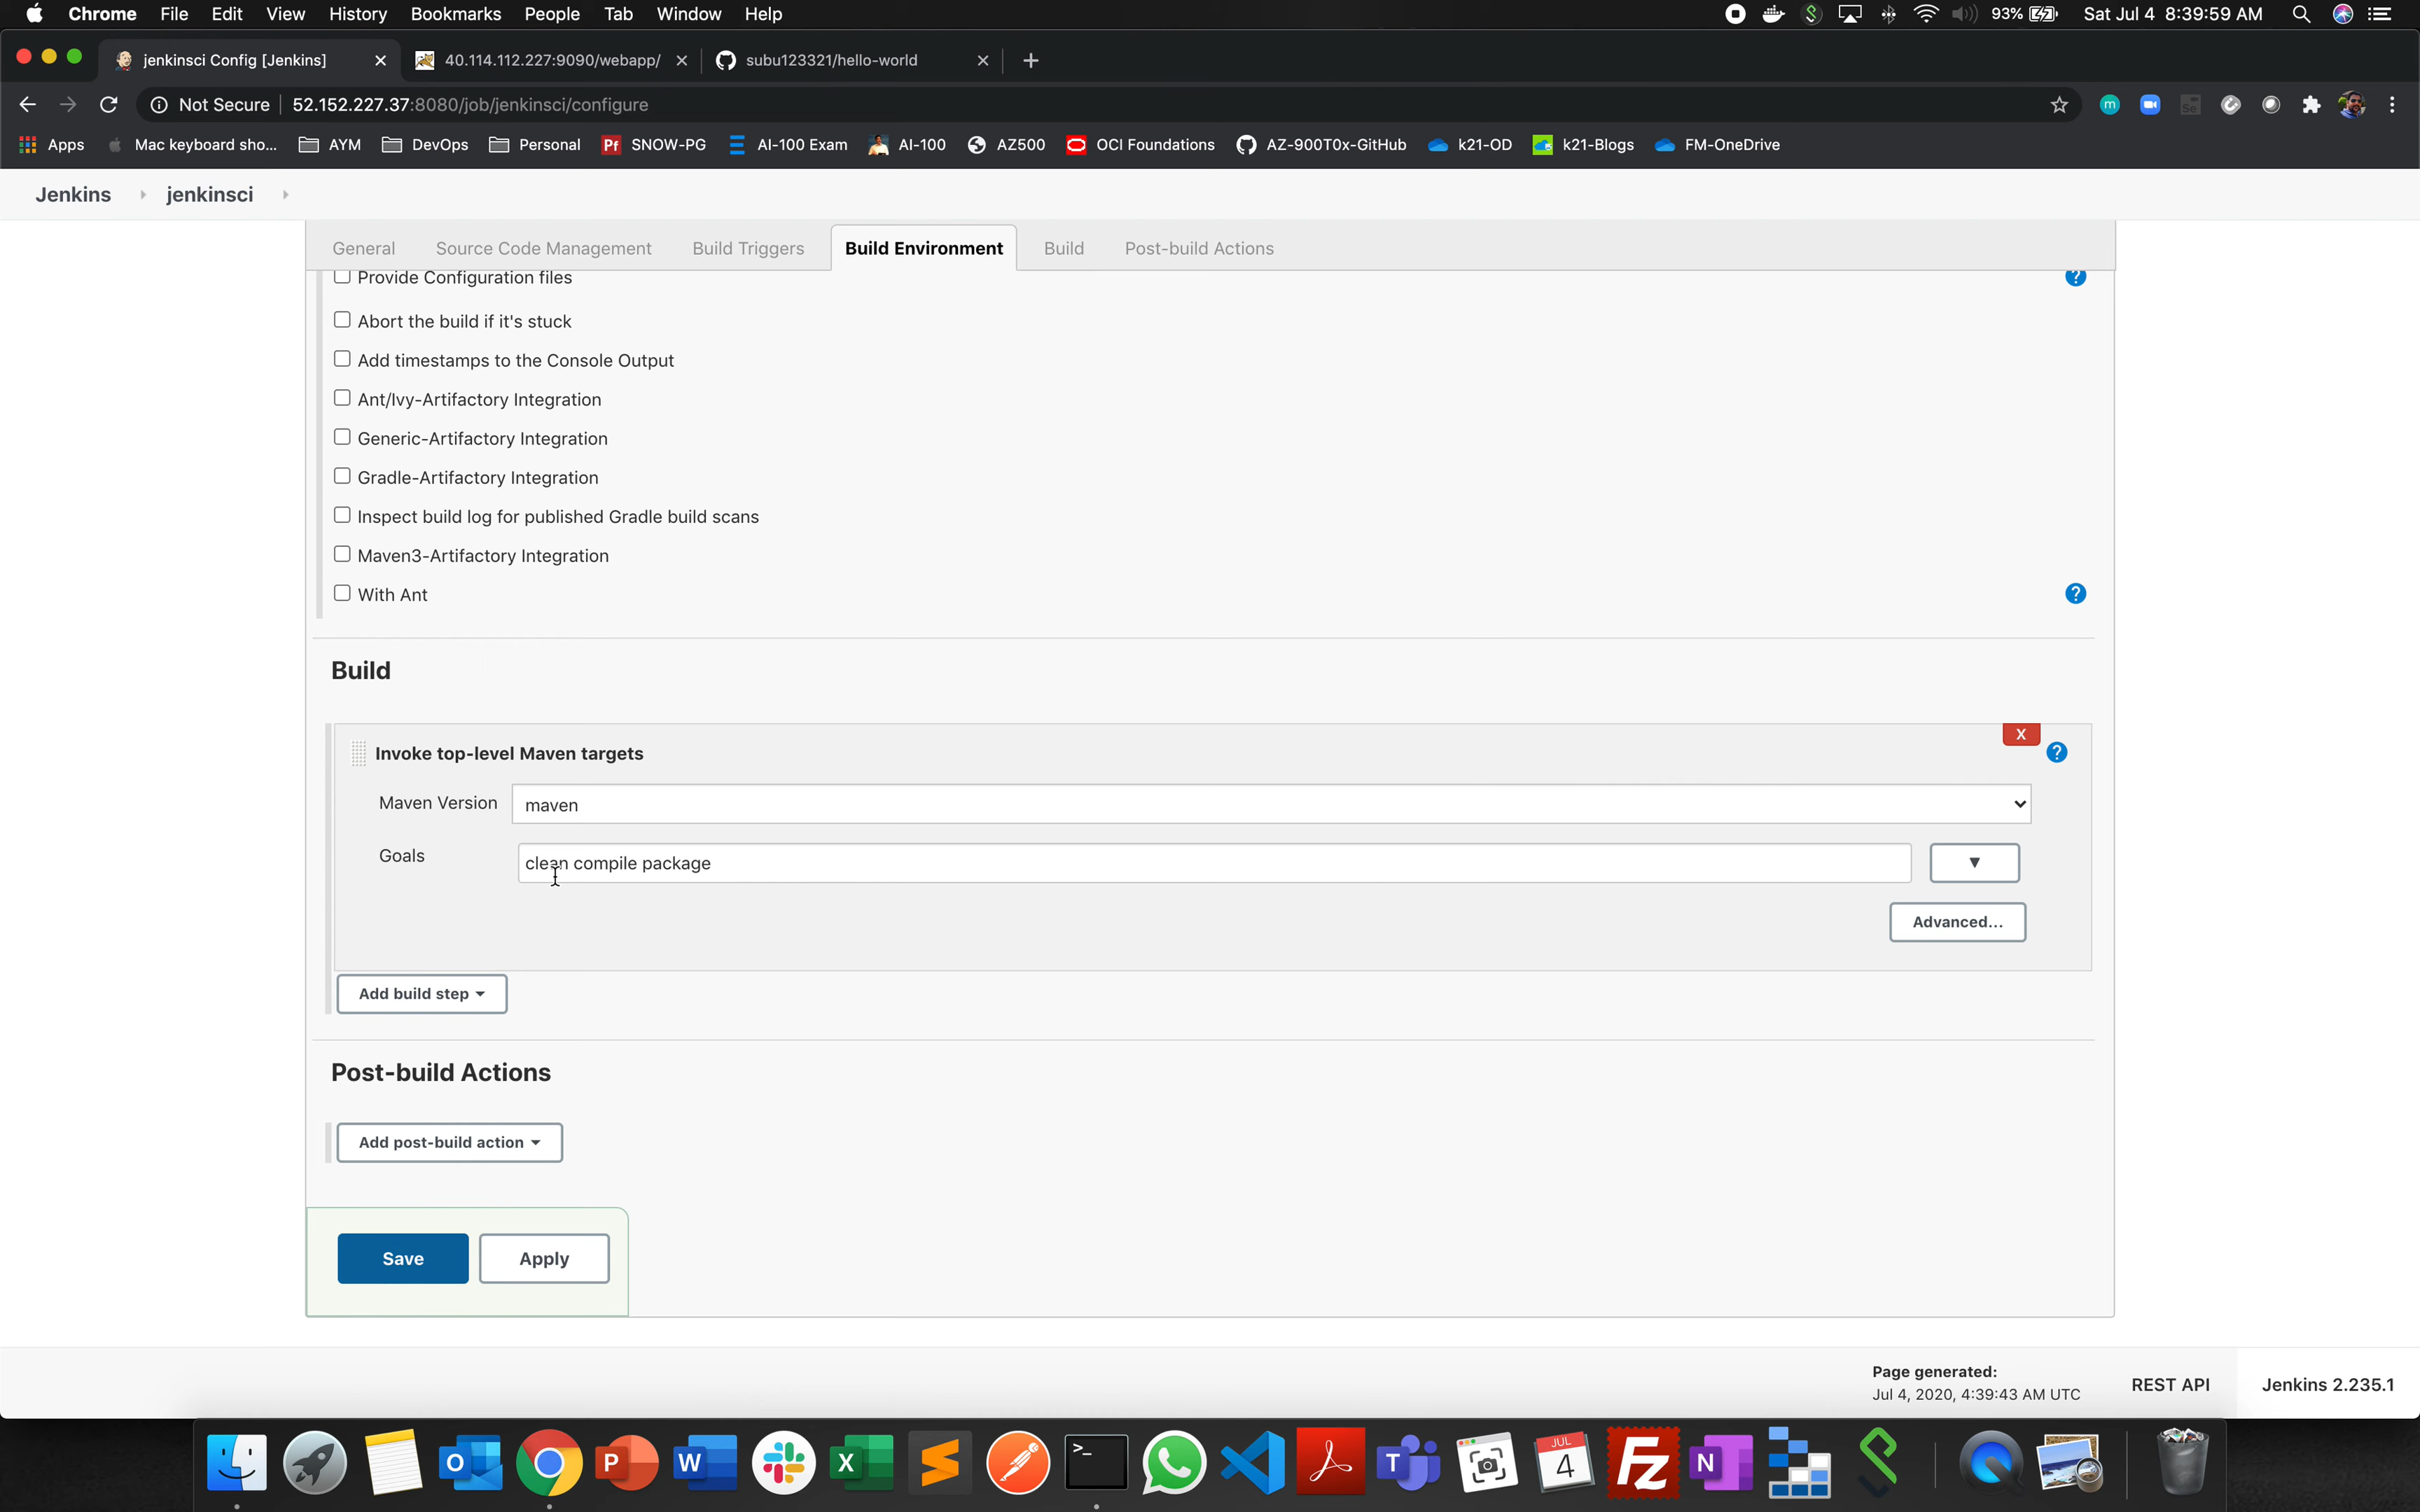 Chrome File Edit View History Bookmarks People Tab Window Help 93% Sat Jul 4 8:39:59 AM
jenkinsci Config [Jenkins] 40.114.112.227:9090/webapp/ subu123321/hello-world
Not Secure 52.152.227.37:8080/job/jenkinsci/configure
Apps Mac keyboard sho... AYM DevOps Personal Pf SNOW-PG AI-100 Exam AI-100 AZ500 OCI Foundations AZ-900T0x-GitHub k21-OD k21-Blogs FM-OneDrive
Jenkins jenkinsci
General Source Code Management Build Triggers Build Environment Build Post-build Actions
Provide Configuration files
Abort the build if it's stuck
Add timestamps to the Console Output
Ant/Ivy-Artifactory Integration
Generic-Artifactory Integration
Gradle-Artifactory Integration
Inspect build log for published Gradle build scans
Maven3-Artifactory Integration
With Ant
Build
X
Invoke top-level Maven targets
Maven Version maven
Goals clean compile package
Advanced...
Add build step
Post-build Actions
Add post-build action
Save Apply
Page generated:
Jul 4, 2020, 4:39:43 AM UTC REST API Jenkins 2.235.1
JUL
4